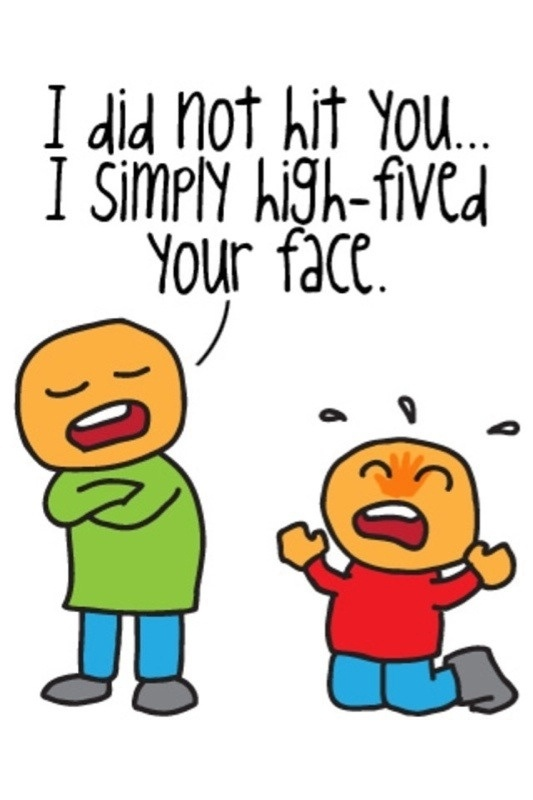 I did not hit you...
I simply high-fived
your face.